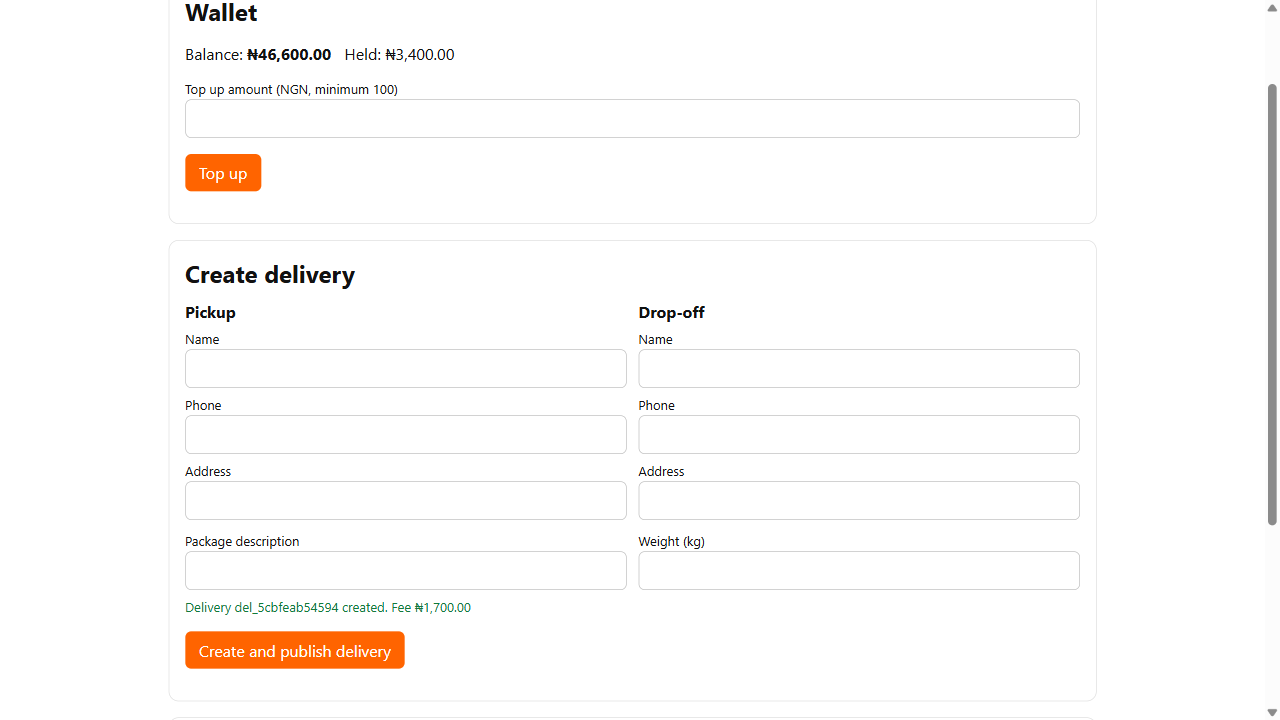 Wallet
Balance: ₦46,600.00 Held: ₦3,400.00
Top up amount (NGN, minimum 100)
Top up
Create delivery
Pickup
Drop-off
Name
Name
Phone
Phone
Address
Address
Package description
Weight (kg)
Delivery del_5cbfeab54594 created. Fee ₦1,700.00
Create and publish delivery